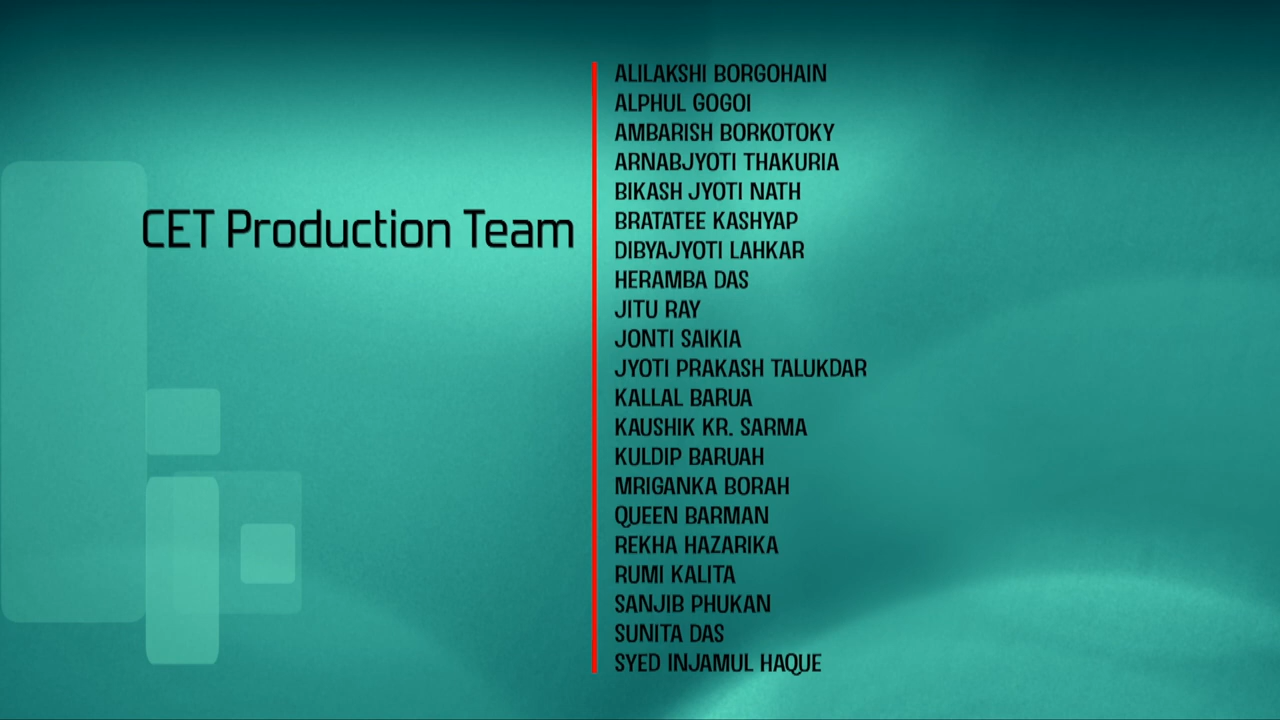 CET Production Team
ALILAKSHI BORGOHAIN
ALPHUL GOGOI
AMBARISH BORKOTOKY
ARNABJYOTI THAKURIA
BIKASH JYOTI NATH
BRATATEE KASHYAP
DIBYAJYOTI LAHKAR
HERAMBA DAS
JITU RAY
JONTI SAIKIA
JYOTI PRAKASH TALUKDAR
KALLAL BARUA
KAUSHIK KR. SARMA
KULDIP BARUAH
MRIGANKA BORAH
QUEEN BARMAN
REKHA HAZARIKA
RUMI KALITA
SANJIB PHUKAN
SUNITA DAS
SYED INJAMUL HAQUE